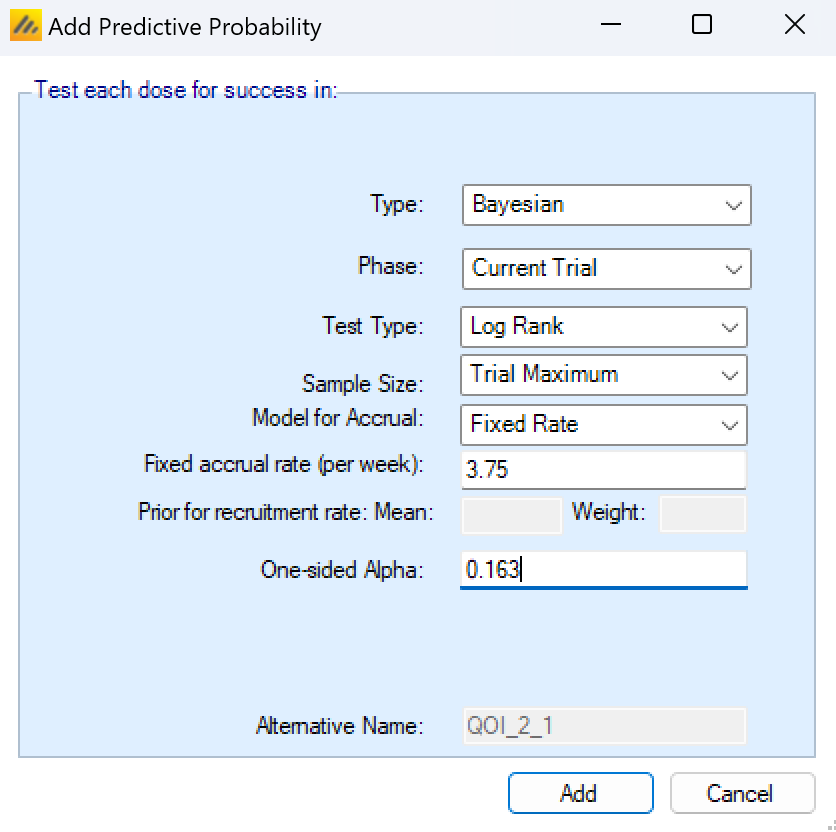 Add Predictive Probability
Test each dose for success in:
Type: Bayesian
Phase: Current Trial
Test Type: Log Rank
Sample Size: Trial Maximum
Model for Accrual: Fixed Rate
Fixed accrual rate (per week): 3.75
Prior for recruitment rate: Mean: Weight:
One-sided Alpha: 0.163
Alternative Name: QOI_2_1
Add Cancel